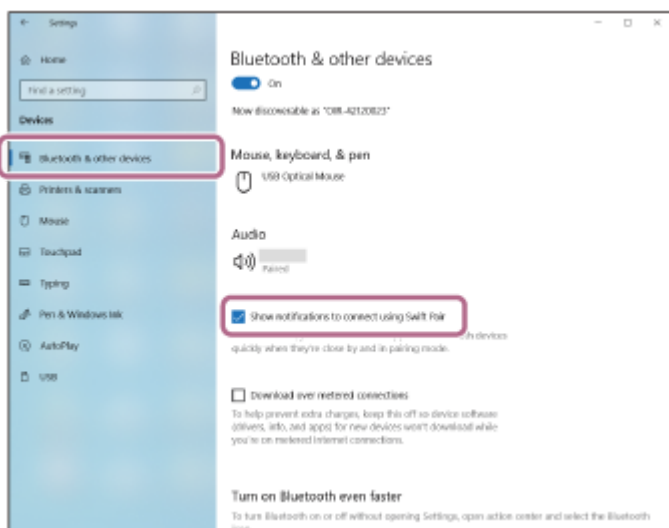 Settings
Home
Find a setting
Devices
Bluetooth & other devices
Printers & scanners
Mouse
Touchpad
Typing
Pen & Windows Ink
AutoPlay
USB
Bluetooth & other devices
On
Now discoverable as
Mouse, keyboard, & pen
USB Optical Mouse
Audio
Paired
Show notifications to connect using Swift Pair
devices
quickly when they're close by and in pairing mode.
Download over metered connections
To help prevent extra charges, keep this off so device software
(drivers, info, and apps) for new devices won't download while
you're on metered Internet connections.
Turn on Bluetooth even faster
To turn Bluetooth on or off without opening Settings, open action center and select the Bluetooth